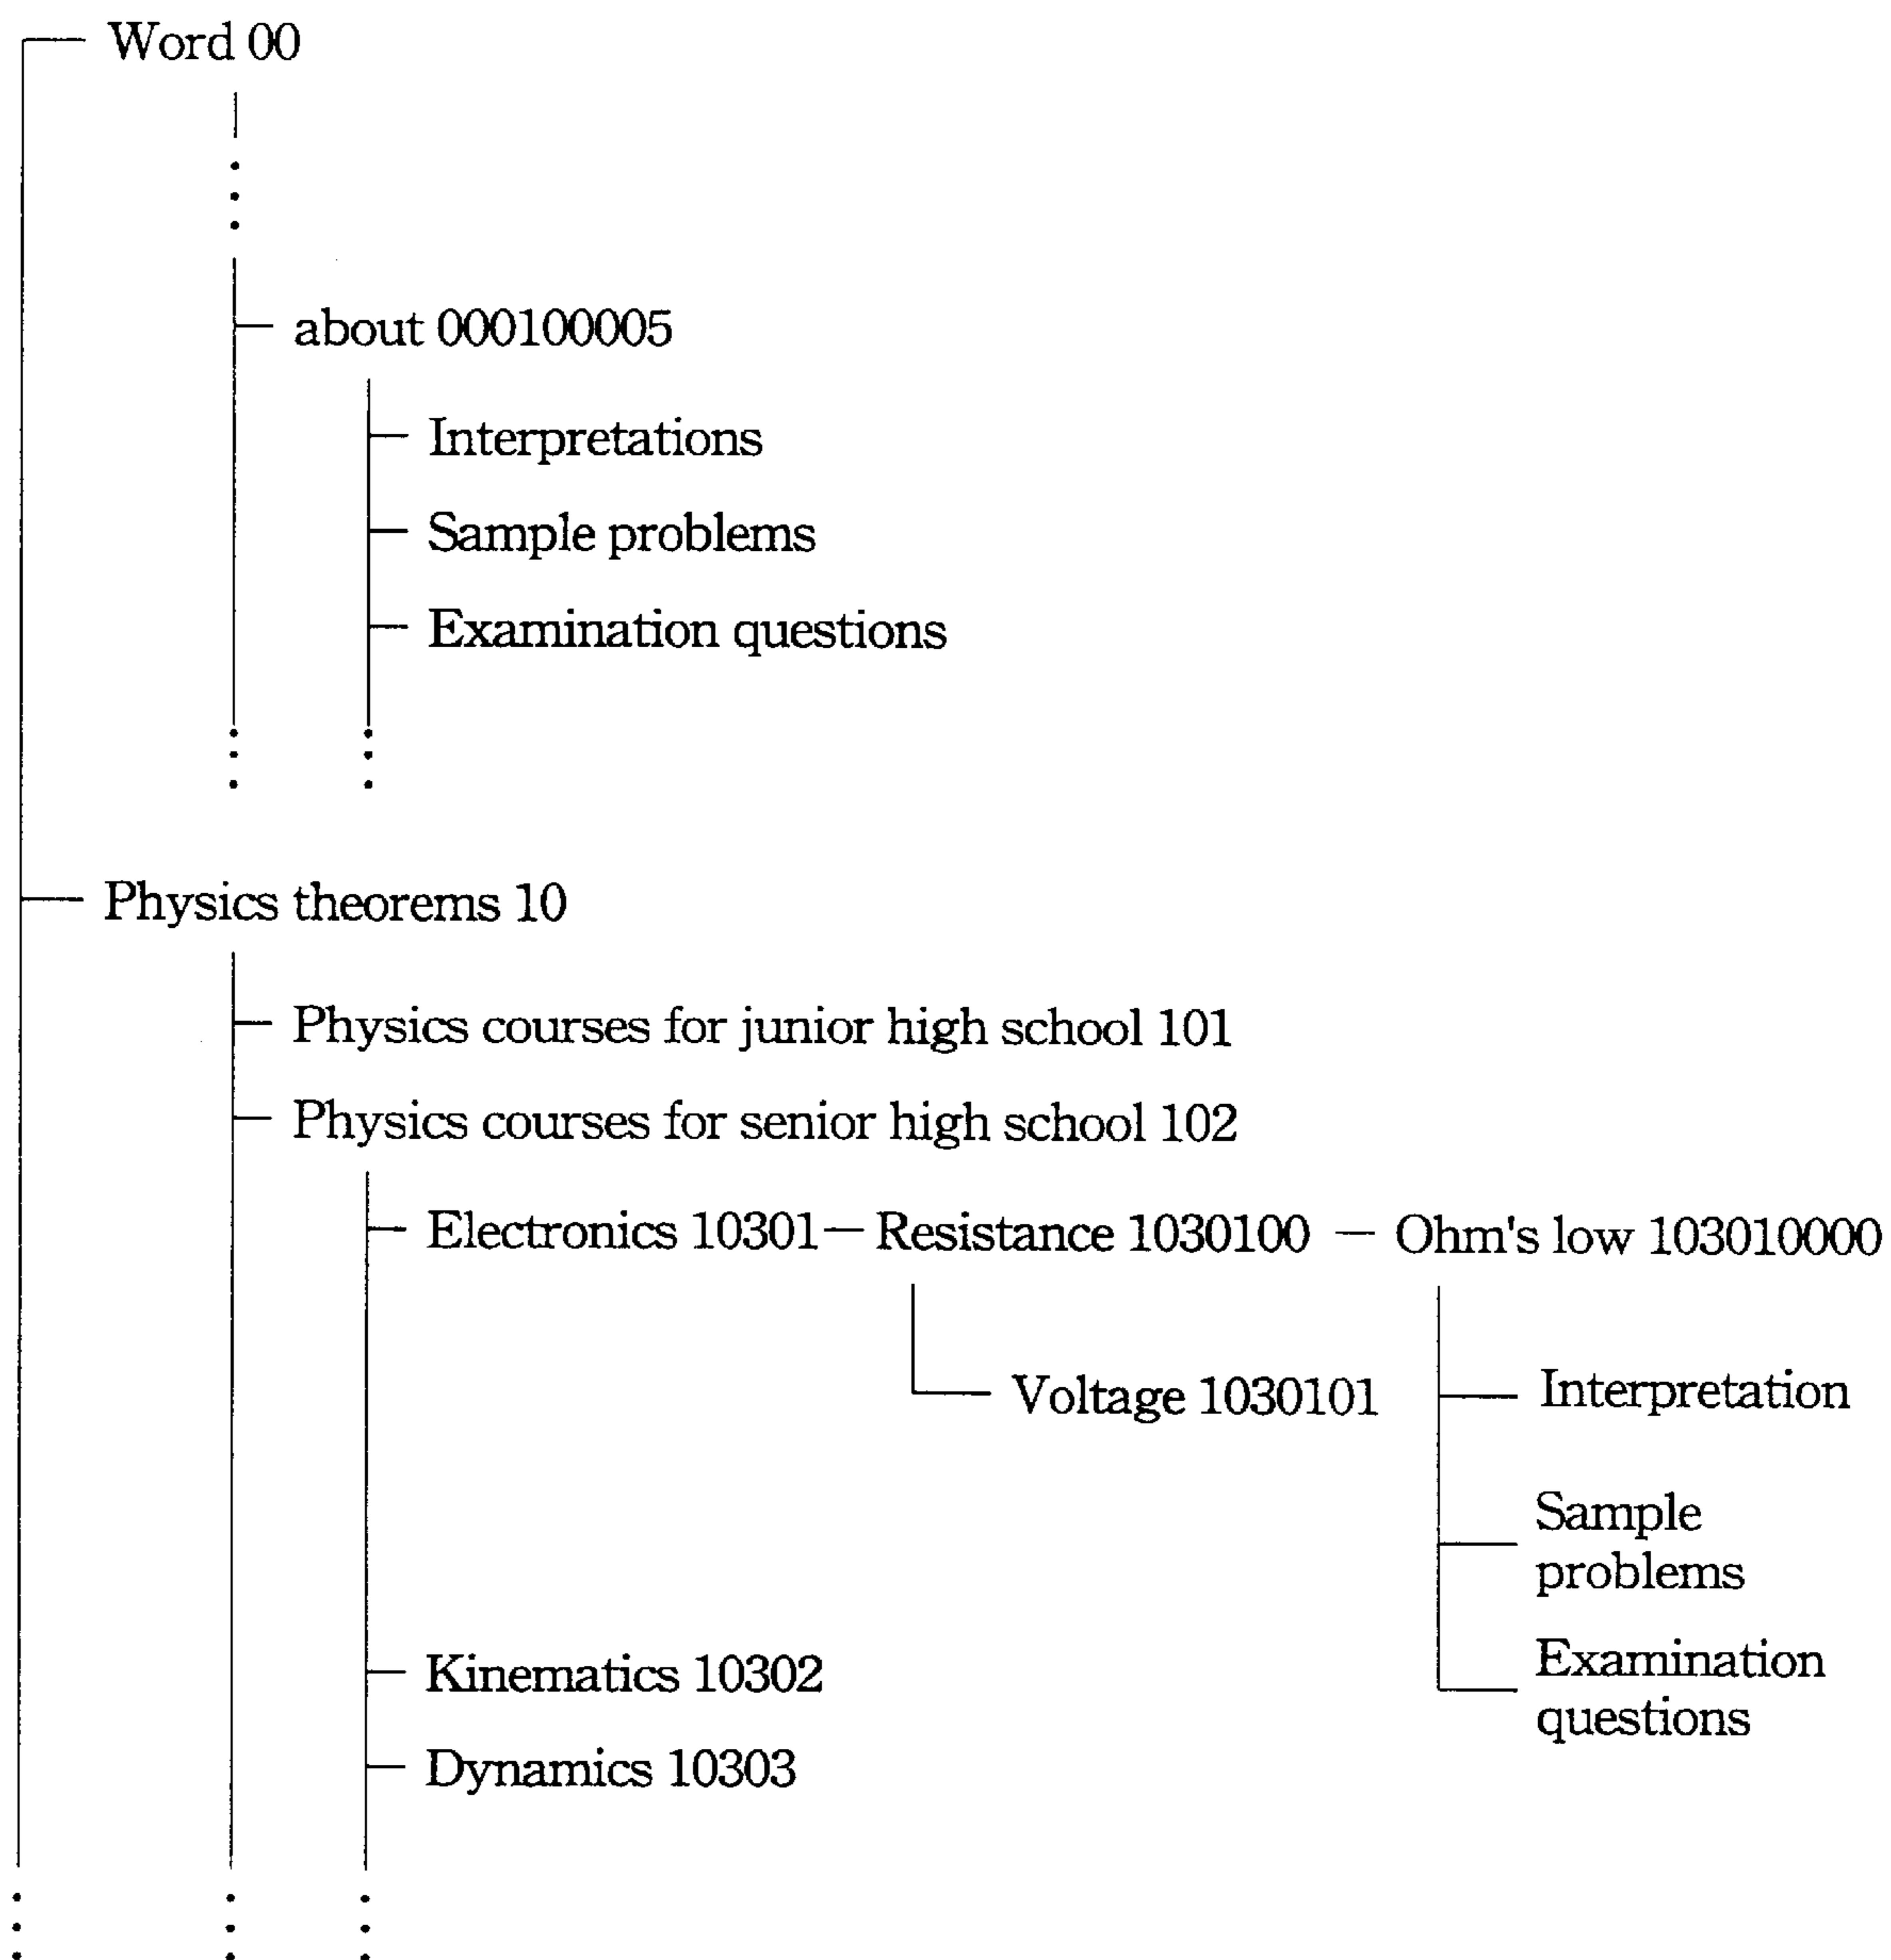 Word 00
about 000100005
Interpretations
Sample problems
Examination questions
Physics theorems 10
Physics courses for junior high school 101
Physics courses for senior high school 102
Electronics 10301 — Resistance 1030100 — Ohm's low 103010000
Voltage 1030101
Interpretation
Sample
problems
Examination
questions
Kinematics 10302
Dynamics 10303